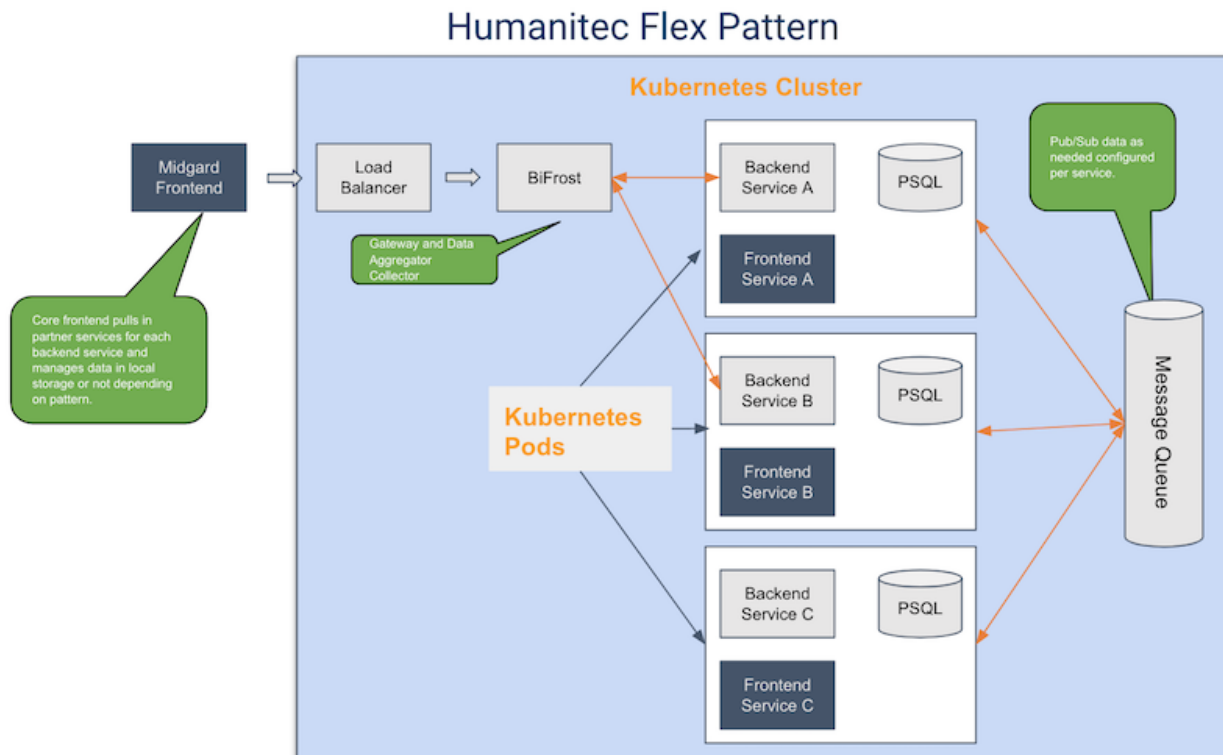 Humanitec Flex Pattern
Kubernetes Cluster
Midgard
Frontend
Load
Balancer
BiFrost
Backend
Service A
PSQL
Pub/Sub data as
needed configured
per service.
Gateway and Data
Aggregator
Collector
Frontend
Service A
Core frontend pulls in
partner services for each
backend service and
manages data in local
storage or not depending
on pattern.
Backend
Service B
PSQL
Message Queue
Kubernetes
Pods
Frontend
Service B
Backend
Service C
PSQL
Frontend
Service C